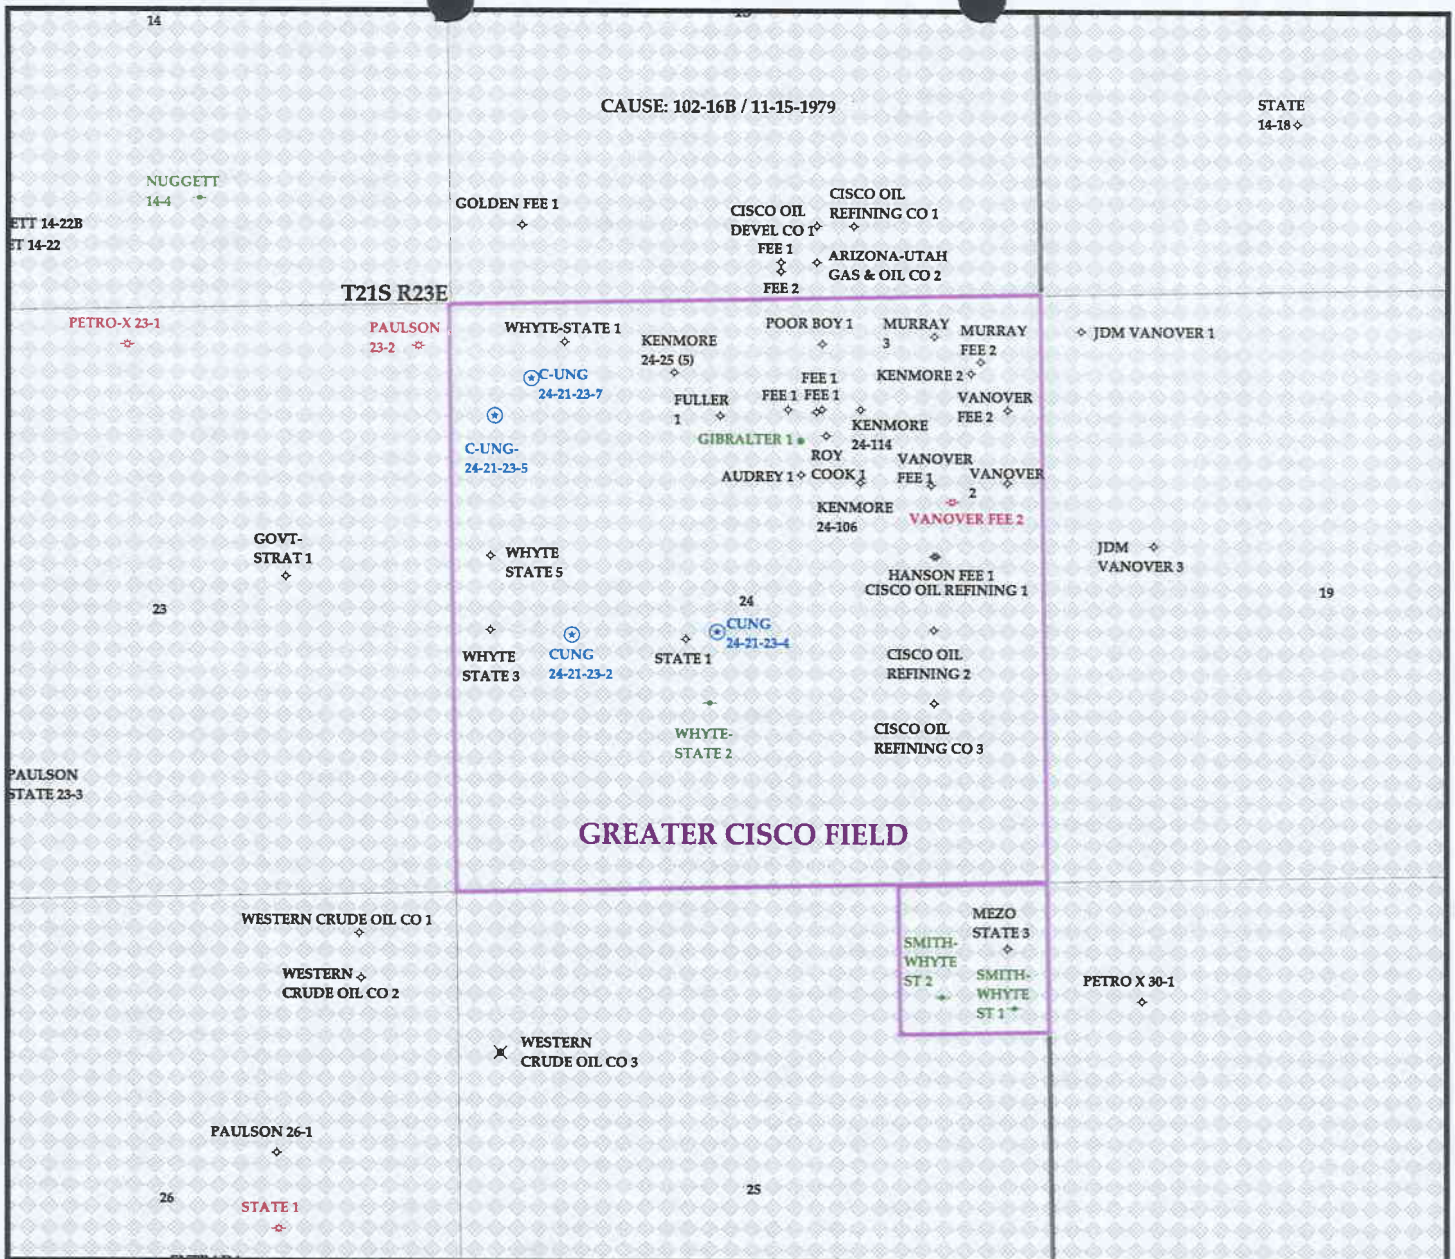 14
CAUSE: 102-16B / 11-15-1979
STATE
14-18
NUGGETT
14-4
ETT 14-22B
ET 14-22
GOLDEN FEE 1
CISCO OIL
DEVEL CO 1
CISCO OIL
REFINING CO 1
FEE 1
FEE 2
ARIZONA-UTAH
GAS & OIL CO 2
T21S R23E
PETRO-X 23-1
PAULSON
23-2
WHYTE-STATE 1
KENMORE
24-25 (5)
POOR BOY 1
MURRAY
3
MURRAY
FEE 2
JDM VANOVER 1
C-UNG
24-21-23-7
FEE 1
KENMORE 2
FULLER
1
FEE 1
FEE 1
VANOVER
FEE 2
C-UNG-
24-21-23-5
GIBRALTER 1
KENMORE
24-114
ROY
COOK 1
AUDREY 1
VANOVER
FEE 1
VANOVER
2
KENMORE
24-106
VANOVER FEE 2
GOVT-
STRAT 1
WHYTE
STATE 5
HANSON FEE 1
CISCO OIL REFINING 1
JDM
VANOVER 3
23
24
19
WHYTE
STATE 3
CUNG
24-21-23-2
STATE 1
CUNG
24-21-23-4
CISCO OIL
REFINING 2
WHYTE-
STATE 2
CISCO OIL
REFINING CO 3
PAULSON
STATE 23-3
GREATER CISCO FIELD
WESTERN CRUDE OIL CO 1
WESTERN
CRUDE OIL CO 2
MEZO
STATE 3
SMITH-
WHYTE
ST 2
SMITH-
WHYTE
ST 1
PETRO X 30-1
WESTERN
CRUDE OIL CO 3
PAULSON 26-1
26
25
STATE 1